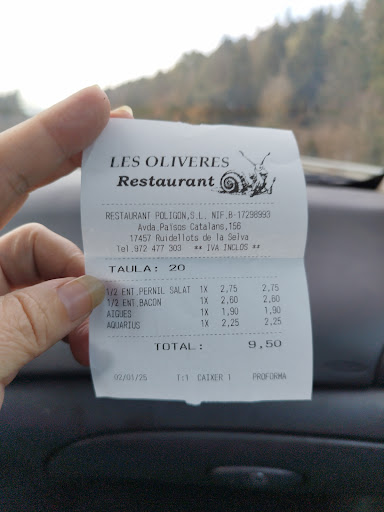 LES OLIVERES
Restaurant
RESTAURANT POLIGON,S.L. NIF.B-17298993
Avda.Paisos Catalans,156
17457 Riudellots de la Selva
Tel.972 477 303 ** IVA INCLOS **
TAULA: 20
1/2 ENT.PERNIL SALAT 1X 2,75 2,75
1/2 ENT.BACON 1X 2,60 2,60
AIGUES 1X 1,90 1,90
AQUARIUS 1X 2,25 2,25
TOTAL: 9,50
02/01/25 T:1 CAIXER 1 PROFORMA